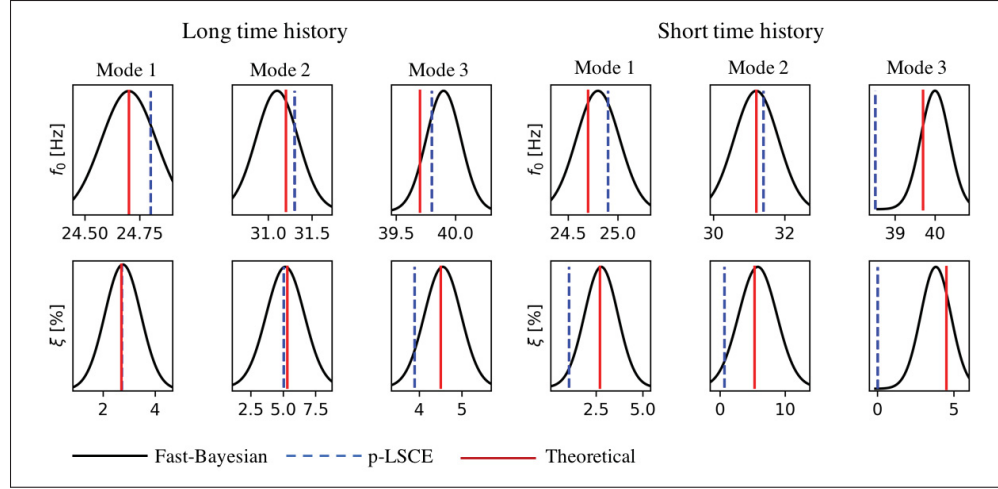 Long time history Short time history
Mode 1 Mode 2 Mode 3 Mode 1 Mode 2 Mode 3
f₀ [Hz] f₀ [Hz]
24.50 24.75 31.0 31.5 39.5 40.0 24.5 25.0 30 32 39 40
ξ [%] ξ [%]
2 4 2.5 5.0 7.5 4 5 2.5 5.0 0 10 0 5
Fast-Bayesian p-LSCE Theoretical